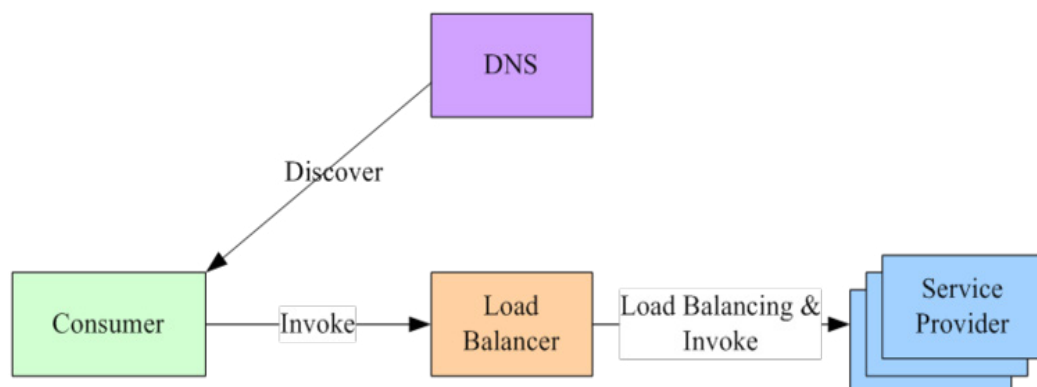 DNS
Discover
Consumer
Invoke
Load
Balancer
Load Balancing &
Invoke
Service
Provider